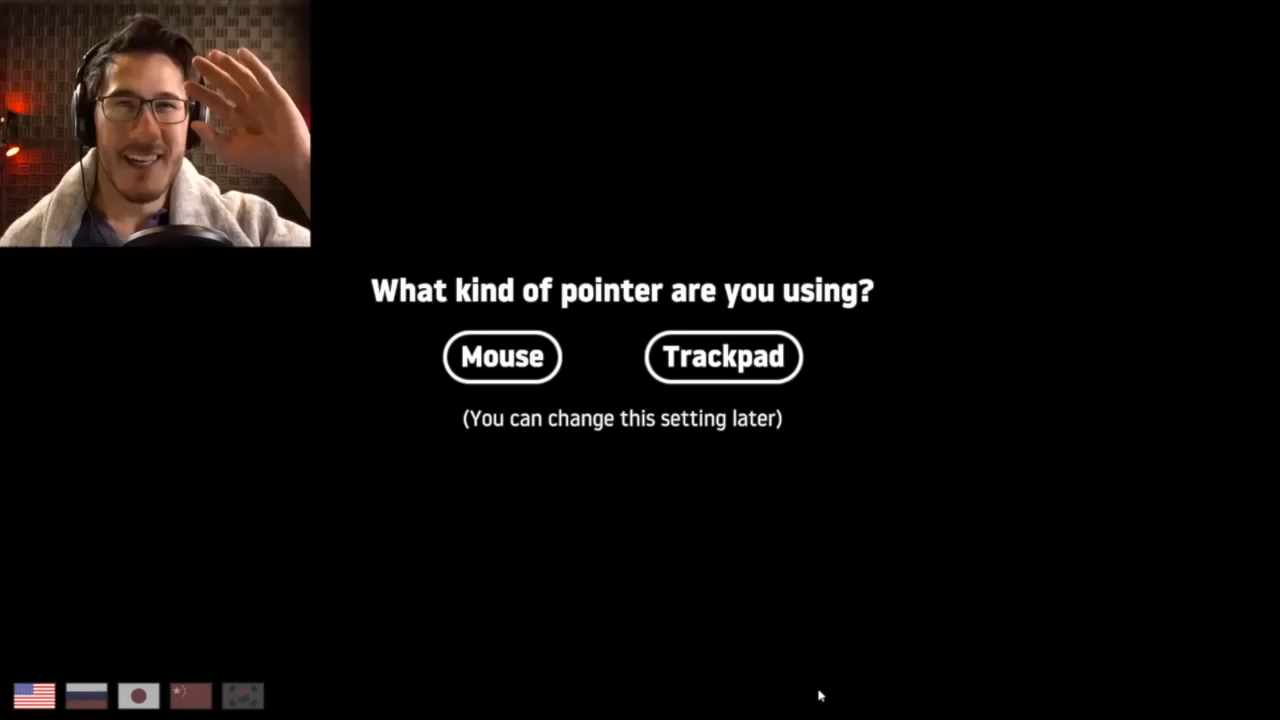 What kind of pointer are you using?
Mouse Trackpad
(You can change this setting later)